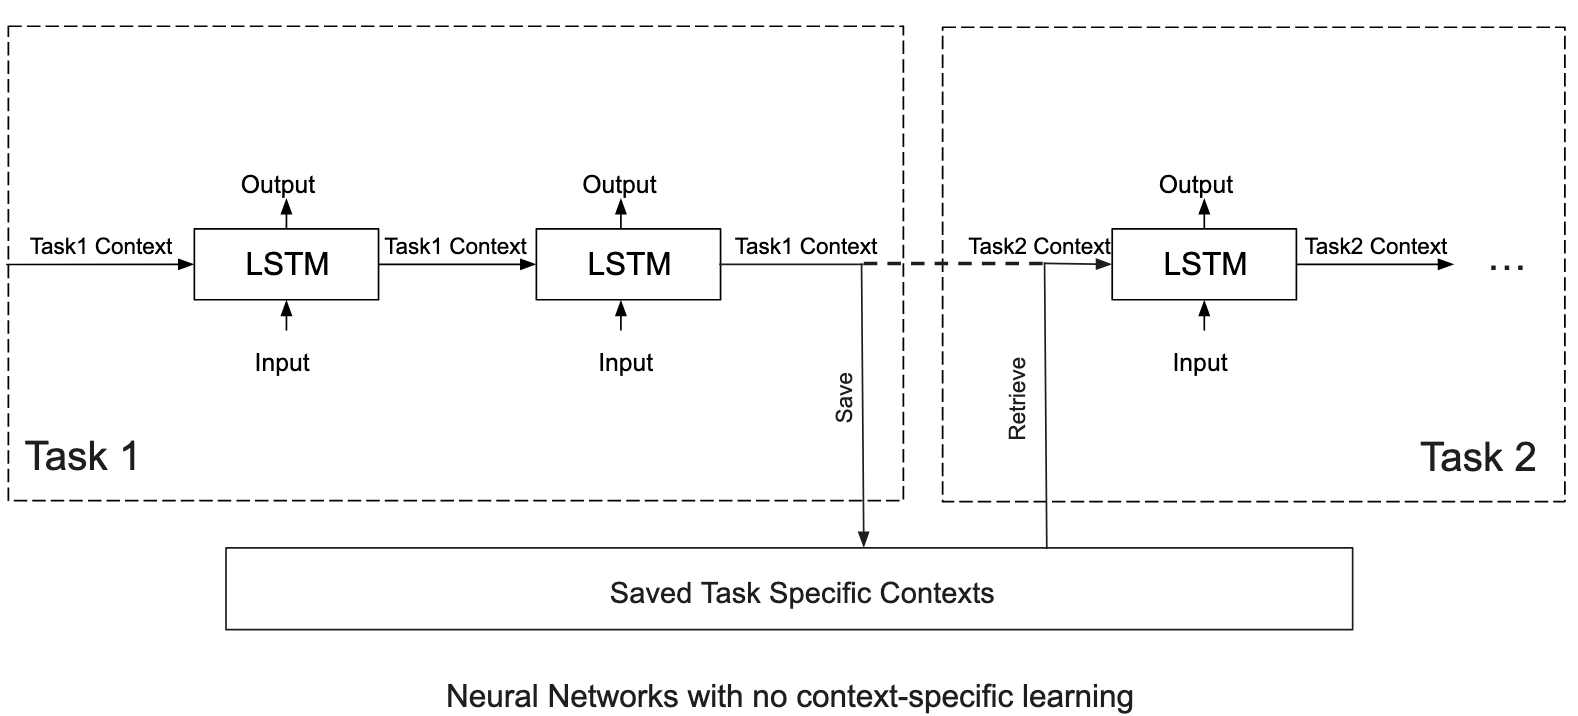 Output
Output
Output
Task1 Context
LSTM
Task1 Context
LSTM
Task1 Context
Task2 Context
LSTM
Task2 Context
...
Input
Input
Input
Save
Retrieve
Task 1
Task 2
Saved Task Specific Contexts
Neural Networks with no context-specific learning